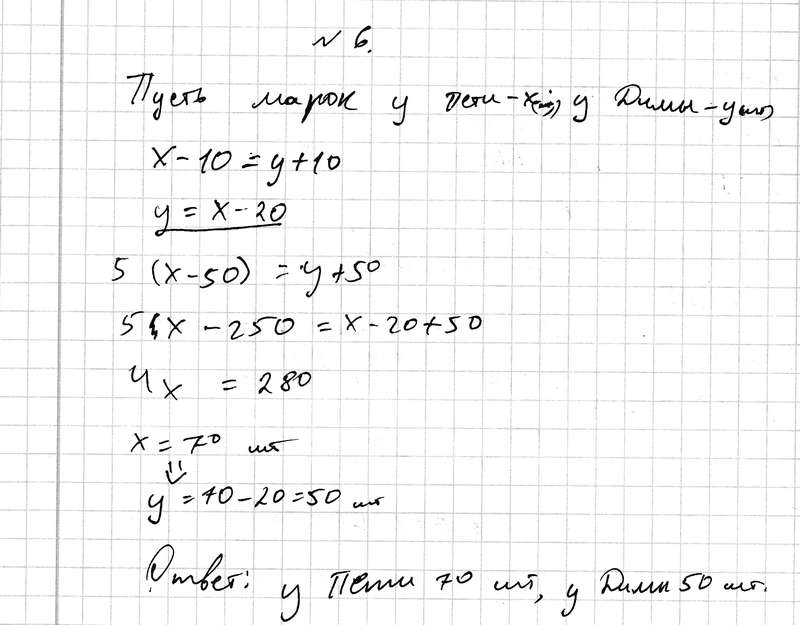 № 6.
Пусть марок у Пети – x(шт) у Димы – y(шт)
x – 10 = y + 10
y = x – 20
5 (x – 50) = y + 50
5x – 250 = x – 20 + 50
4x = 280
x = 70 шт
⇓
y = 70 – 20 = 50 шт
Ответ: у Пети 70 шт, у Димы 50 шт.